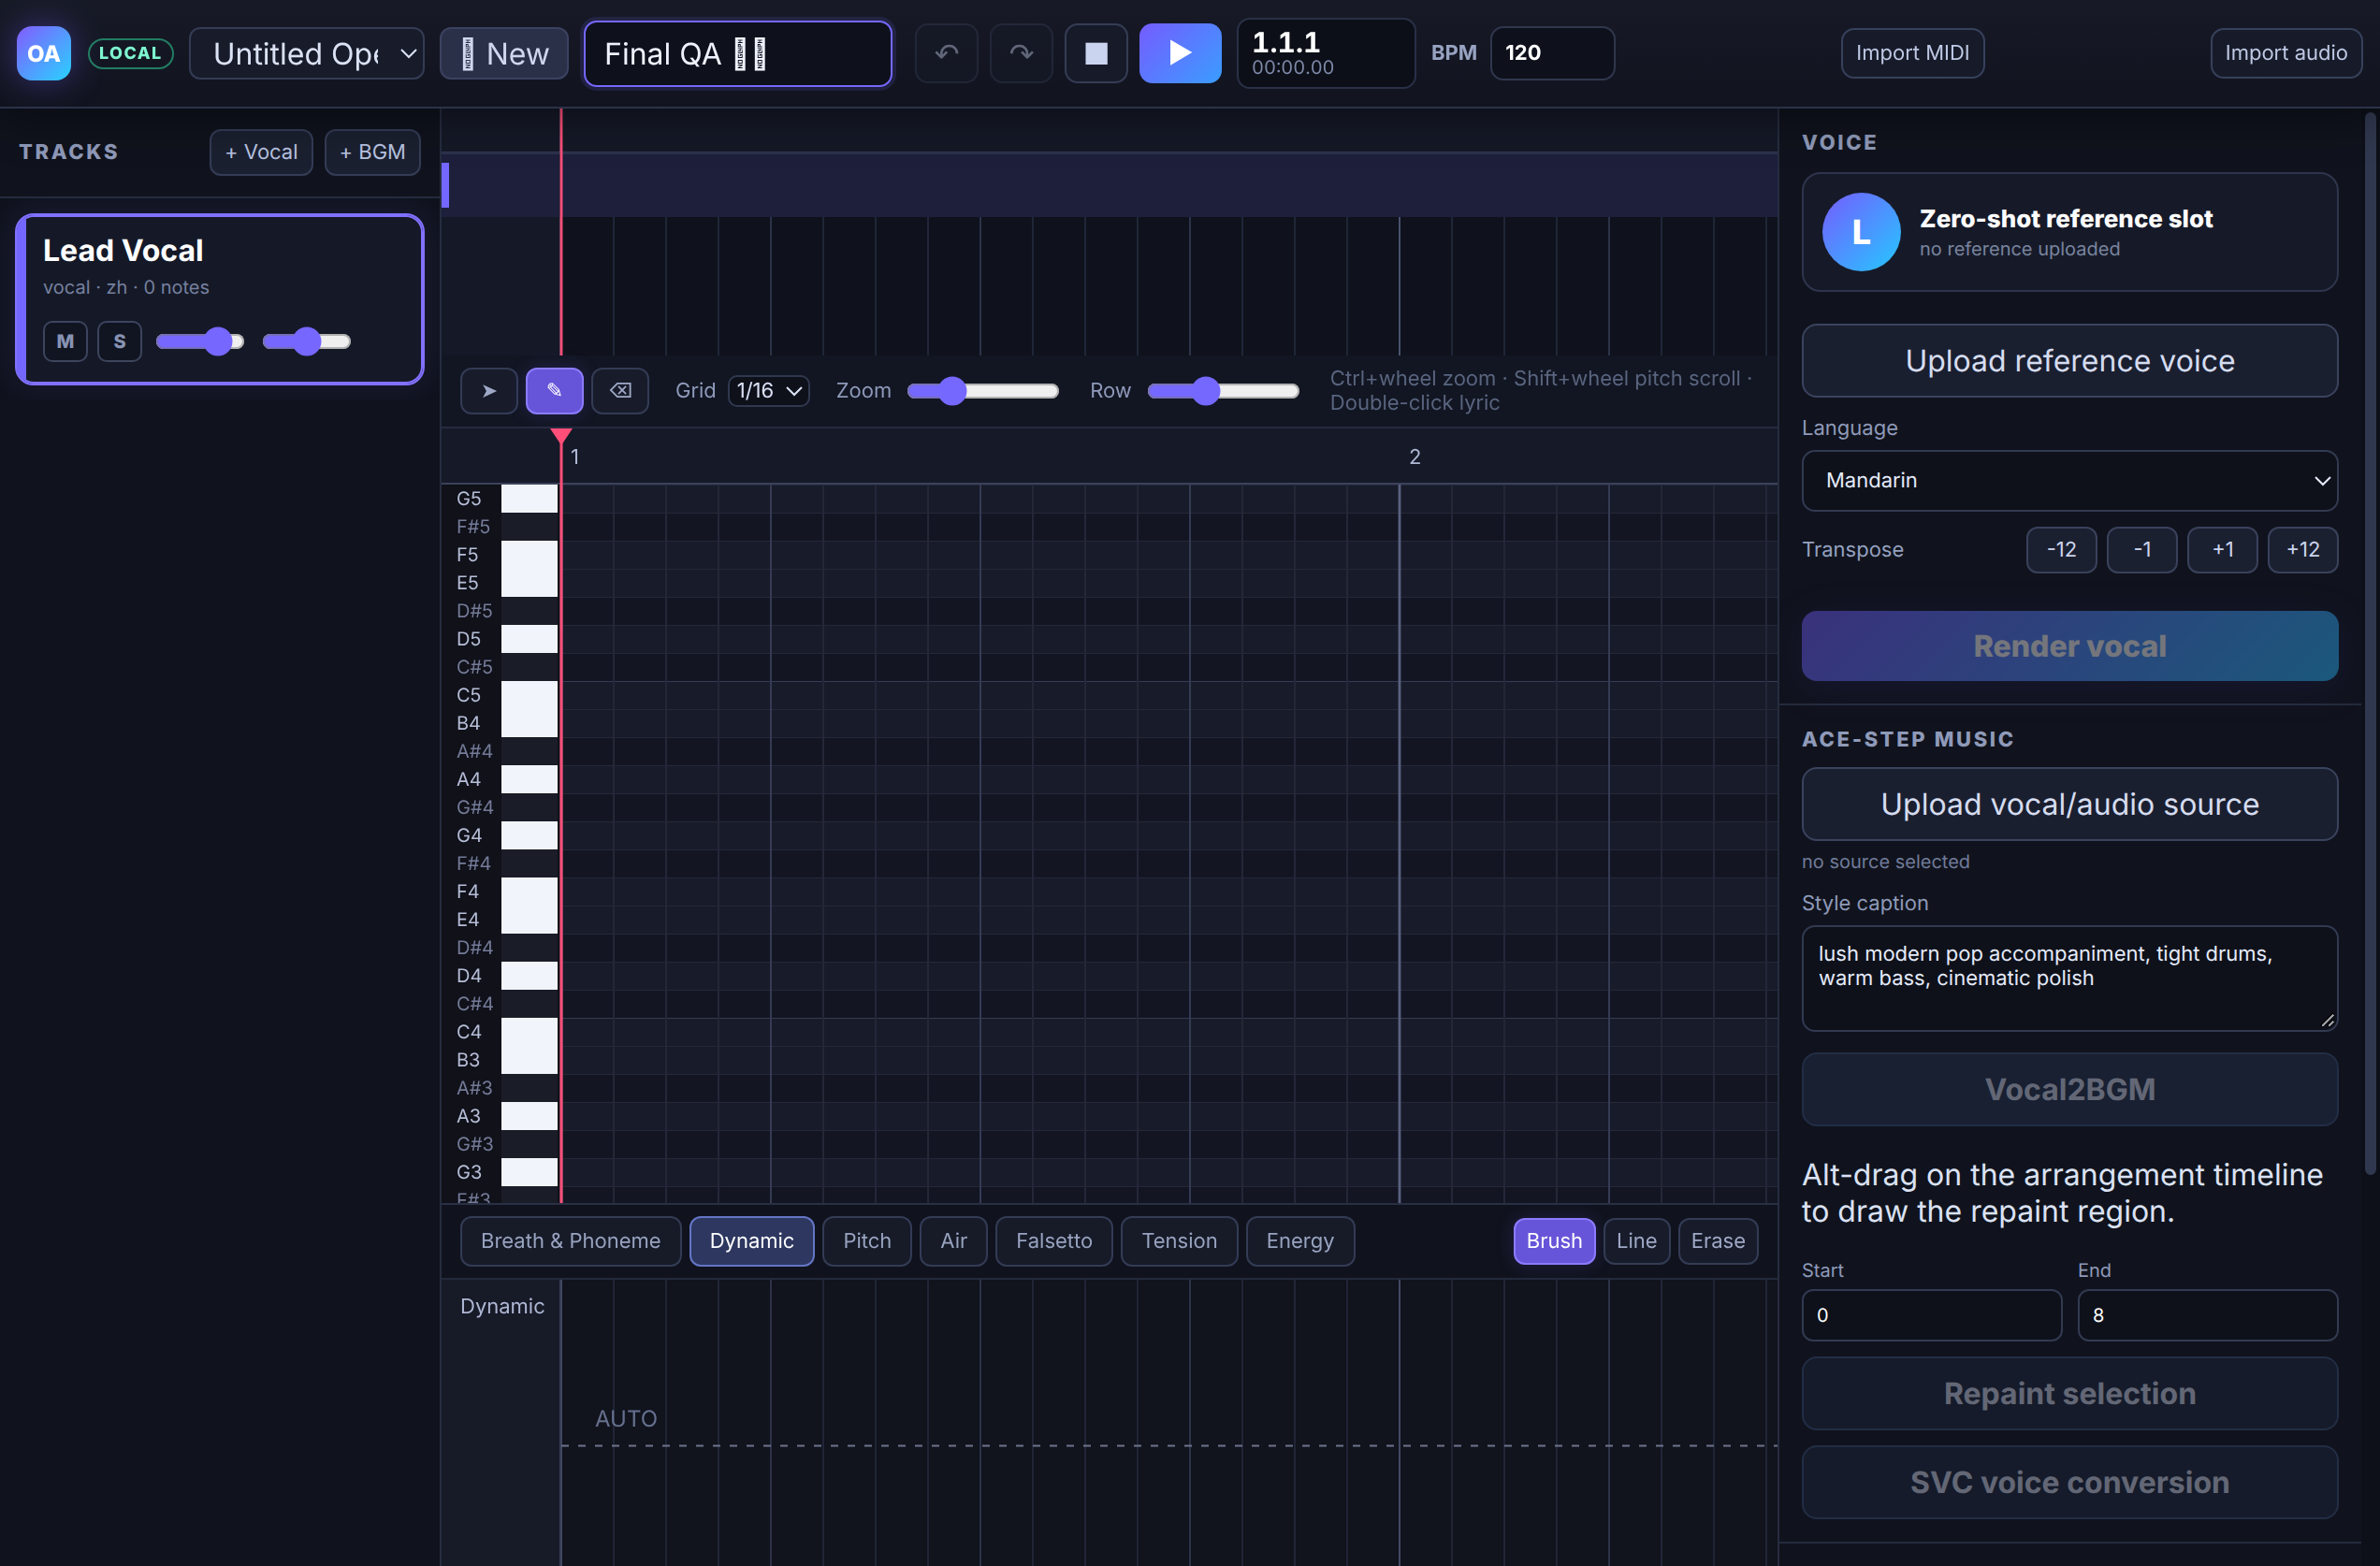 OA
LOCAL
Untitled Ope
New
Final QA
1.1.1
00:00.00
BPM
120
Import MIDI
Import audio
TRACKS
+ Vocal
+ BGM
Lead Vocal
vocal · zh · 0 notes
M
S
Grid
1/16
Zoom
Row
Ctrl+wheel zoom · Shift+wheel pitch scroll ·
Double-click lyric
1
2
G5
F#5
F5
E5
D#5
D5
C#5
C5
B4
A#4
A4
G#4
G4
F#4
F4
E4
D#4
D4
C#4
C4
B3
A#3
A3
G#3
G3
F#3
Breath & Phoneme
Dynamic
Pitch
Air
Falsetto
Tension
Energy
Brush
Line
Erase
Dynamic
AUTO
VOICE
L
Zero-shot reference slot
no reference uploaded
Upload reference voice
Language
Mandarin
Transpose
-12
-1
+1
+12
Render vocal
ACE-STEP MUSIC
Upload vocal/audio source
no source selected
Style caption
lush modern pop accompaniment, tight drums,
warm bass, cinematic polish
Vocal2BGM
Alt-drag on the arrangement timeline
to draw the repaint region.
Start
End
0
8
Repaint selection
SVC voice conversion